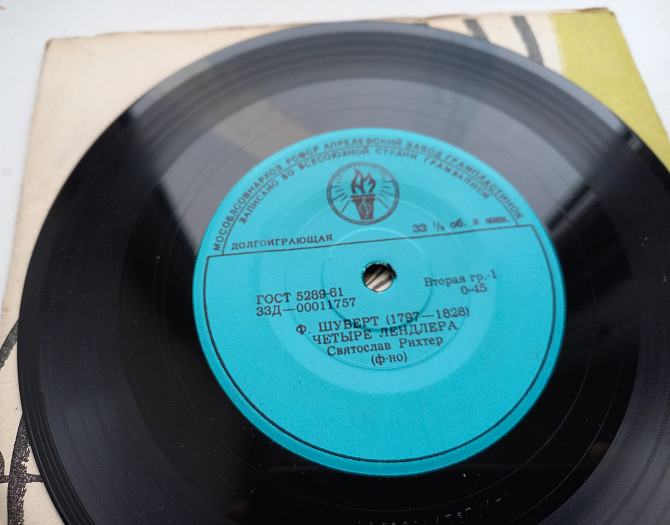 МОСОБЛСОВНАРХОЗ РСФСР АПРЕЛЕВСКИЙ ЗАВОД ГРАМПЛАСТИНОК
ЗАПИСАНО ВО ВСЕСОЮЗНОЙ СТУДИИ ГРАМЗАПИСИ
ДОЛГОИГРАЮЩАЯ
33 ⅓ об. в мин.
ГОСТ 5289-61
33Д—00011757
Вторая гр.-1
0-45
Ф. ШУБЕРТ (1797—1828)
ЧЕТЫРЕ ЛЕНДЛЕРА
Святослав Рихтер
(ф-но)